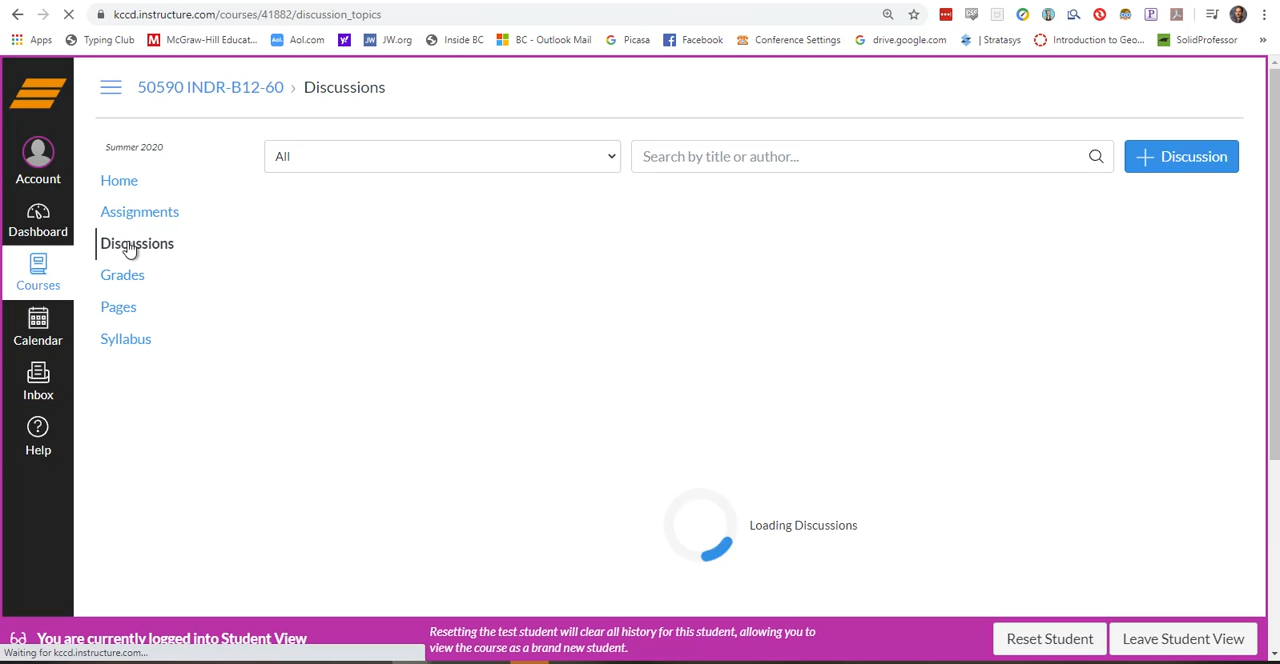 kccd.instructure.com/courses/41882/discussion_topics
Apps Typing Club McGraw-Hill Educat... Aol.com JW.org Inside BC BC - Outlook Mail Picasa Facebook Conference Settings drive.google.com | Stratasys Introduction to Geo... SolidProfessor »
50590 INDR-B12-60 › Discussions
Summer 2020
All
Search by title or author...
Discussion
Home
Assignments
Discussions
Grades
Pages
Syllabus
Account
Dashboard
Courses
Calendar
Inbox
Help
Loading Discussions
You are currently logged into Student View
Resetting the test student will clear all history for this student, allowing you to
view the course as a brand new student.
Reset Student
Leave Student View
Waiting for kccd.instructure.com...